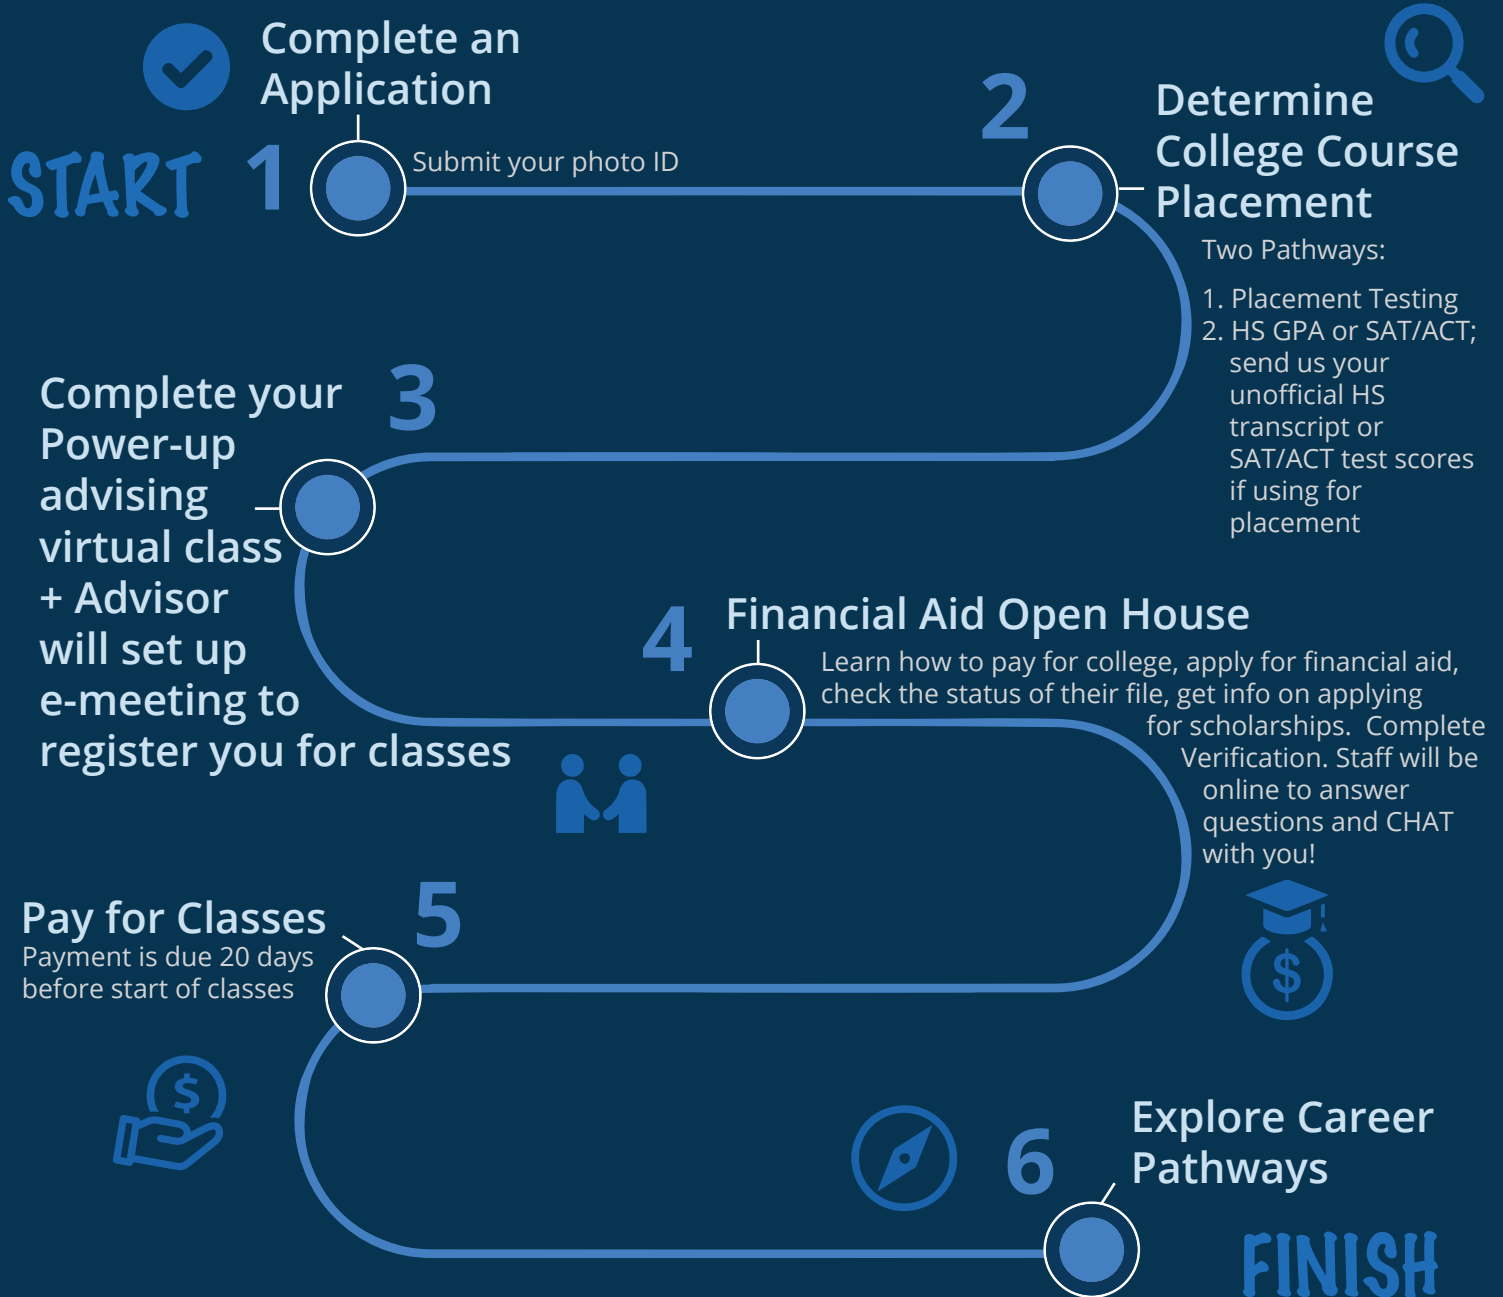 START
1
Complete an
Application
Submit your photo ID
2
Determine
College Course
Placement
Two Pathways:
1. Placement Testing
2. HS GPA or SAT/ACT;
send us your
unofficial HS
transcript or
SAT/ACT test scores
if using for
placement
3
Complete your
Power-up
advising
virtual class
+ Advisor
will set up
e-meeting to
register you for classes
4
Financial Aid Open House
Learn how to pay for college, apply for financial aid,
check the status of their file, get info on applying
for scholarships.  Complete
Verification. Staff will be
online to answer
questions and CHAT
with you!
$
5
Pay for Classes
Payment is due 20 days
before start of classes
$
6
Explore Career
Pathways
FINISH